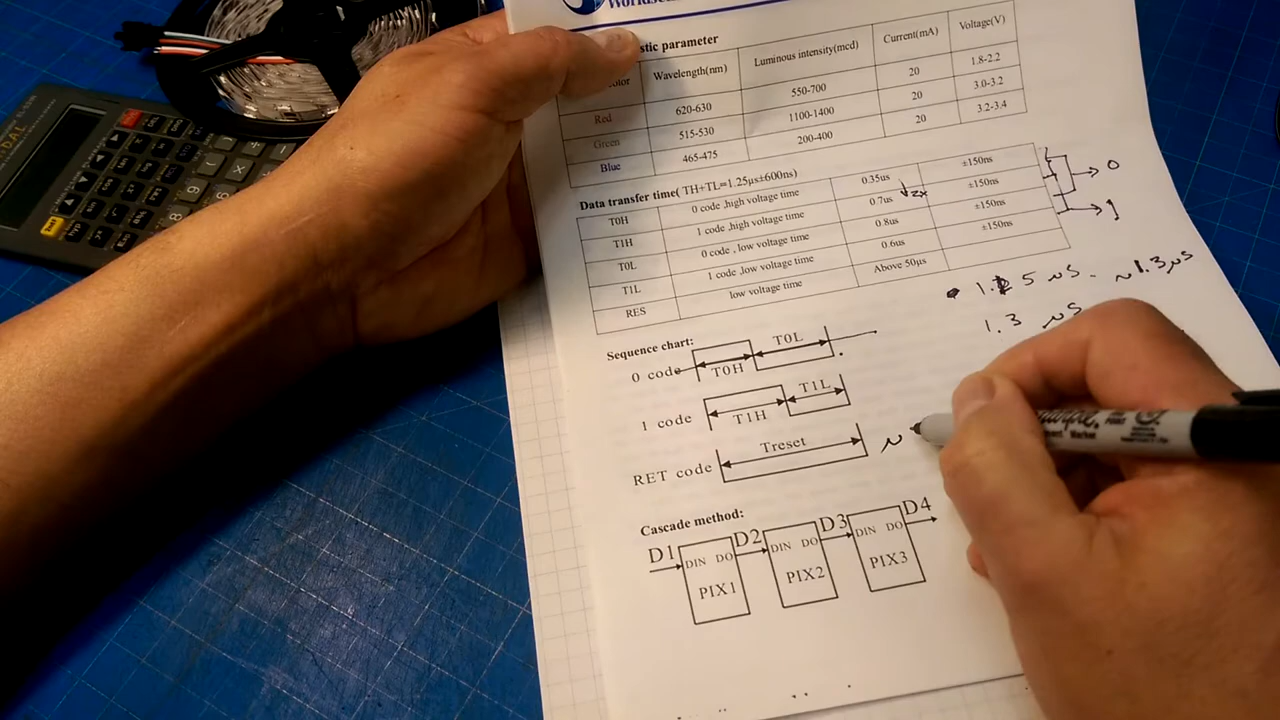 Worldse
stic parameter
olor Wavelength(nm) Luminous intensity(mcd) Current(mA) Voltage(V)
Red 620-630 550-700 20 1.8-2.2
Green 515-530 1100-1400 20 3.0-3.2
Blue 465-475 200-400 20 3.2-3.4
Data transfer time( TH+TL=1.25μs±600ns)
T0H 0 code ,high voltage time 0.35us ±150ns
T1H 1 code ,high voltage time 0.7us ±150ns
T0L 0 code , low voltage time 0.8us ±150ns
T1L 1 code ,low voltage time 0.6us ±150ns
RES low voltage time Above 50μs
2x
0
1
1.25 μs. ~1.3μs
1.3 μs
Sequence chart:
0 code T0H T0L
1 code T1H T1L
RET code Treset
Cascade method:
D1 D2 D3 D4
DIN DO DIN DO DIN DO
PIX1 PIX2 PIX3